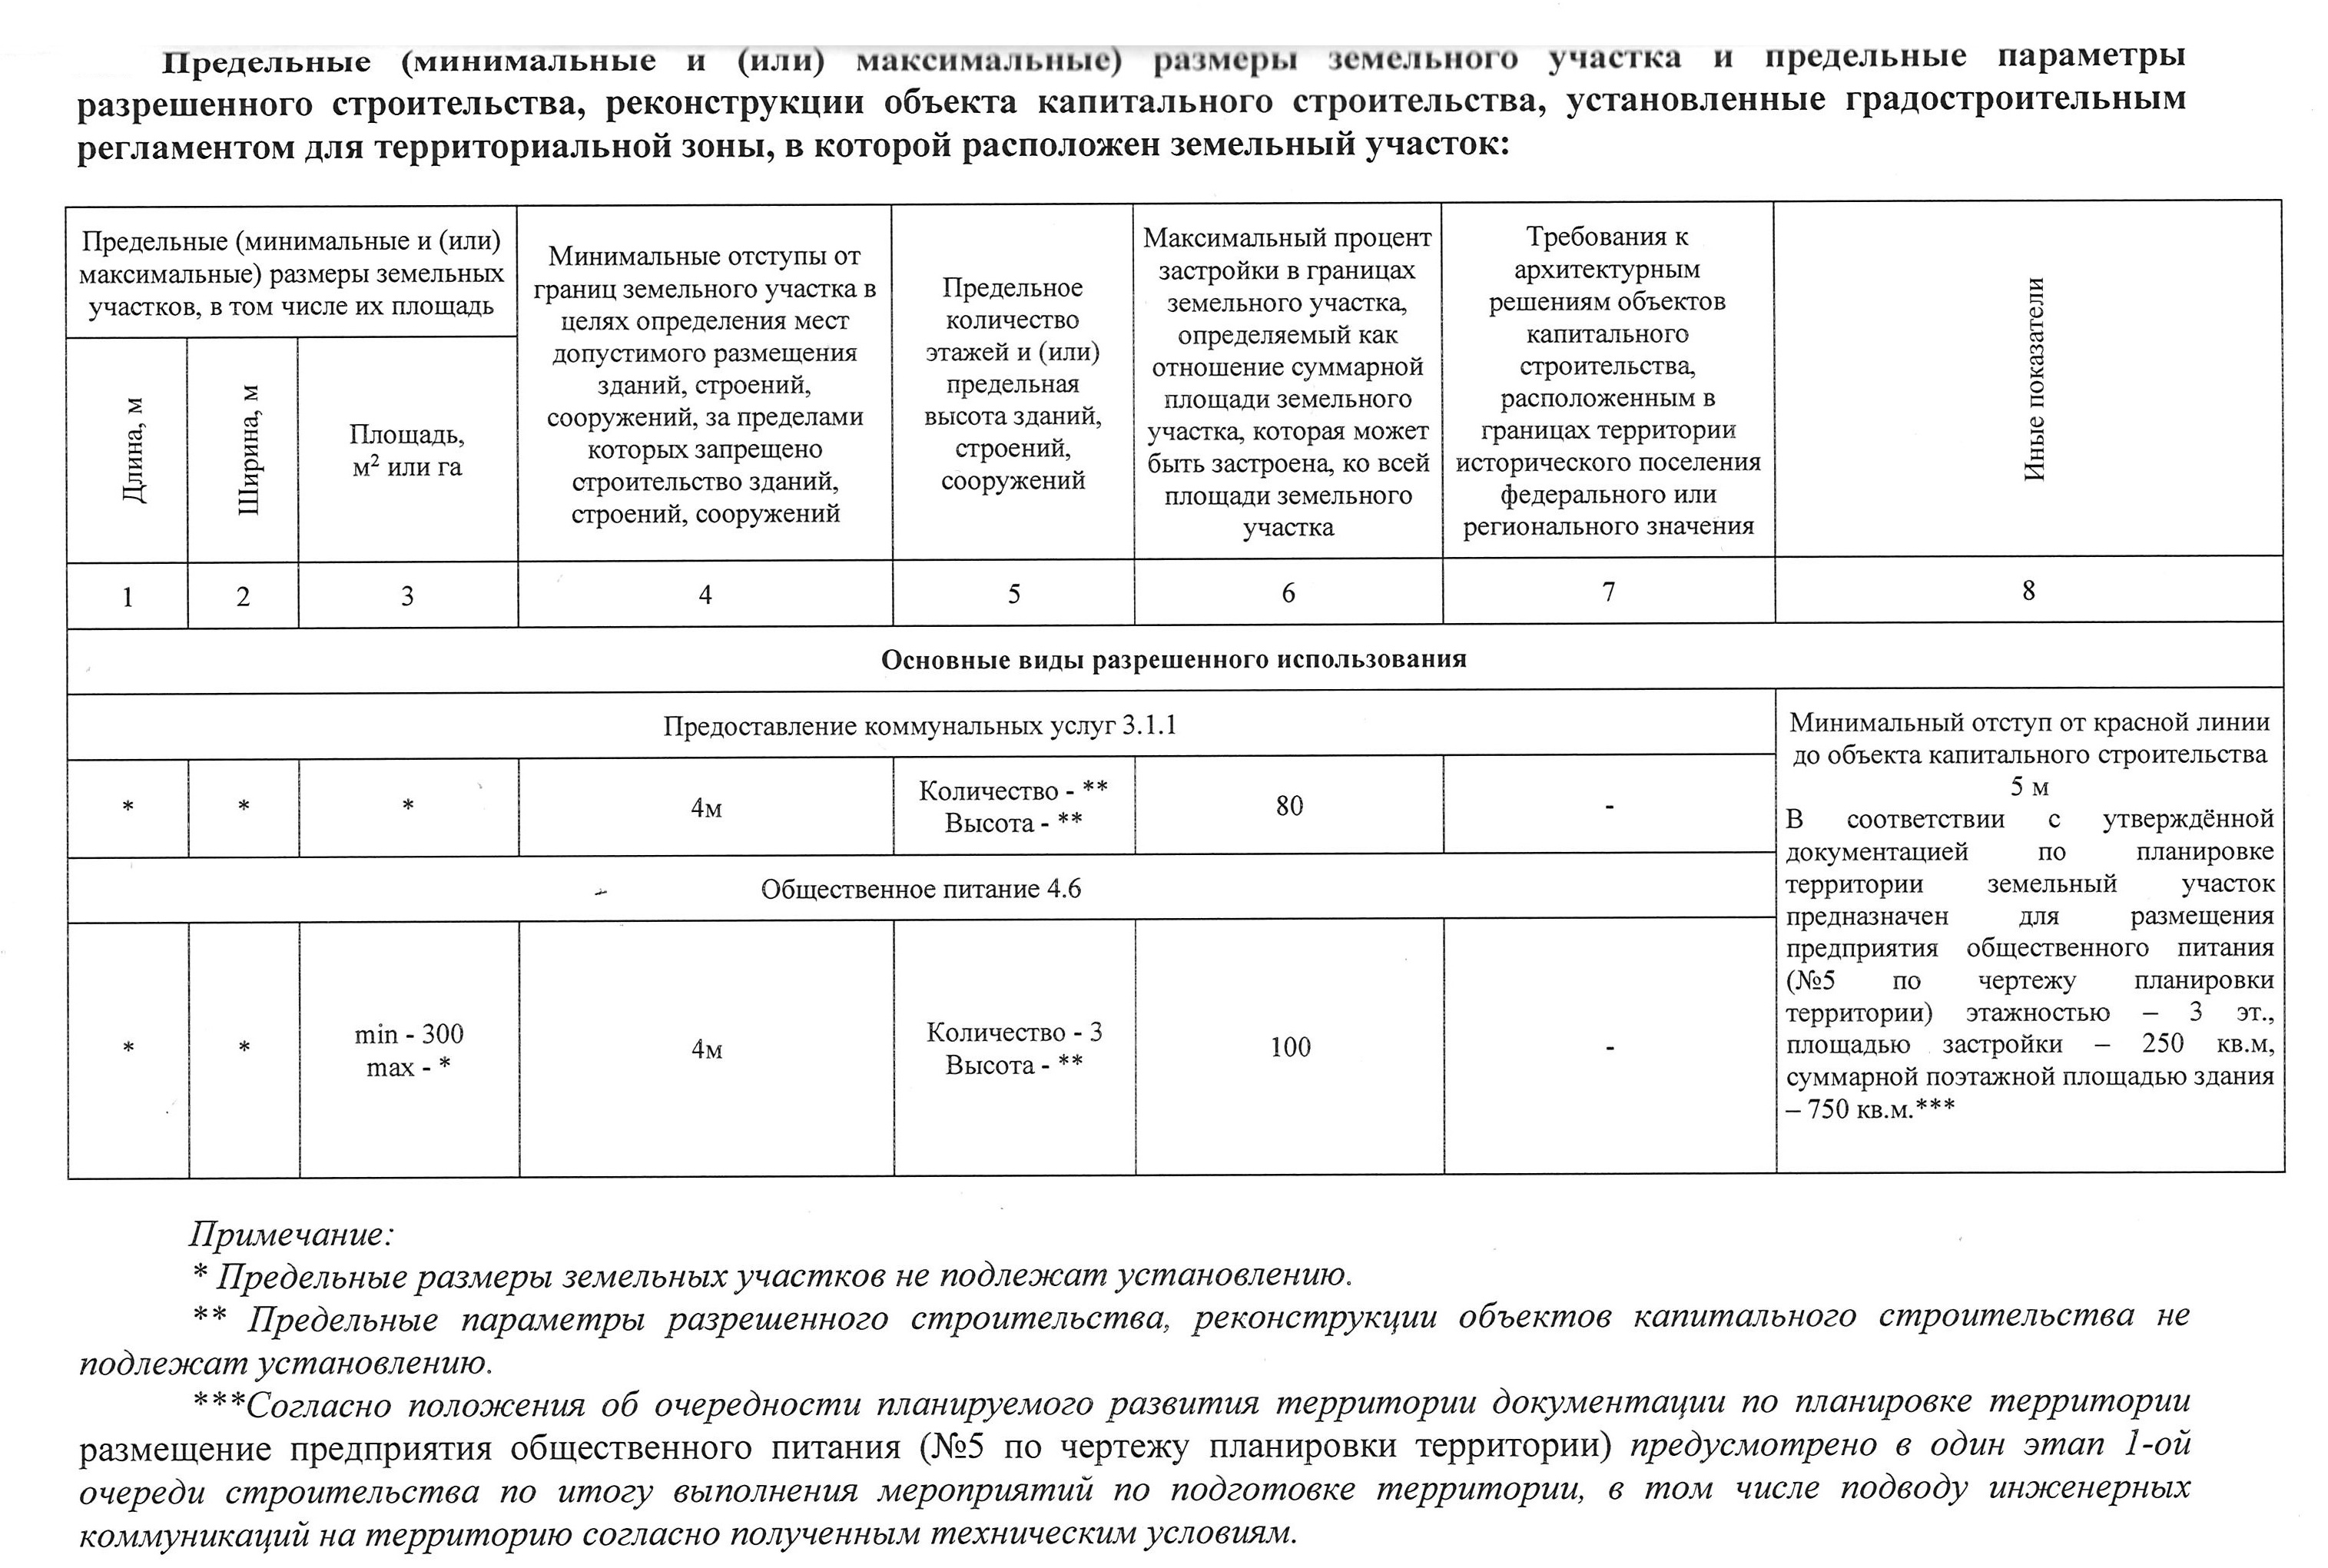 Предельные (минимальные и (или) максимальные) размеры земельного участка и предельные параметры
разрешенного строительства, реконструкции объекта капитального строительства, установленные градостроительным
регламентом для территориальной зоны, в которой расположен земельный участок:
Предельные (минимальные и (или)
максимальные) размеры земельных
участков, в том числе их площадь
Длина, м
Ширина, м
Площадь,
м² или га
Минимальные отступы от
границ земельного участка в
целях определения мест
допустимого размещения
зданий, строений,
сооружений, за пределами
которых запрещено
строительство зданий,
строений, сооружений
Предельное
количество
этажей и (или)
предельная
высота зданий,
строений,
сооружений
Максимальный процент
застройки в границах
земельного участка,
определяемый как
отношение суммарной
площади земельного
участка, которая может
быть застроена, ко всей
площади земельного
участка
Требования к
архитектурным
решениям объектов
капитального
строительства,
расположенным в
границах территории
исторического поселения
федерального или
регионального значения
Иные показатели
1 2 3 4 5 6 7 8
Основные виды разрешенного использования
Предоставление коммунальных услуг 3.1.1
* * * 4м
Количество - **
Высота - **
80 -
Общественное питание 4.6
* *
min - 300
max - *
4м
Количество - 3
Высота - **
100 -
Минимальный отступ от красной линии
до объекта капитального строительства
5 м
В соответствии с утверждённой
документацией по планировке
территории земельный участок
предназначен для размещения
предприятия общественного питания
(№5 по чертежу планировки
территории) этажностью – 3 эт.,
площадью застройки – 250 кв.м,
суммарной поэтажной площадью здания
– 750 кв.м.***
Примечание:
* Предельные размеры земельных участков не подлежат установлению.
** Предельные параметры разрешенного строительства, реконструкции объектов капитального строительства не
подлежат установлению.
***Согласно положения об очередности планируемого развития территории документации по планировке территории
размещение предприятия общественного питания (№5 по чертежу планировки территории) предусмотрено в один этап 1-ой
очереди строительства по итогу выполнения мероприятий по подготовке территории, в том числе подводу инженерных
коммуникаций на территорию согласно полученным техническим условиям.